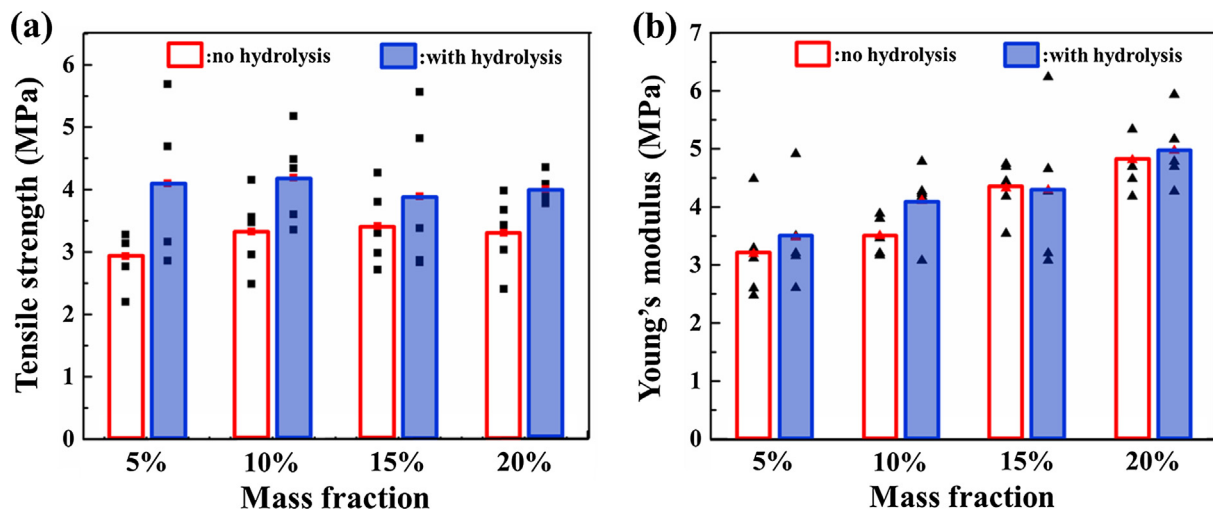 (a)
Tensile strength (MPa)
6
5
4
3
2
1
0
:no hydrolysis :with hydrolysis
5% 10% 15% 20%
Mass fraction
(b)
Young's modulus (MPa)
7
6
5
4
3
2
1
0
:no hydrolysis :with hydrolysis
5% 10% 15% 20%
Mass fraction